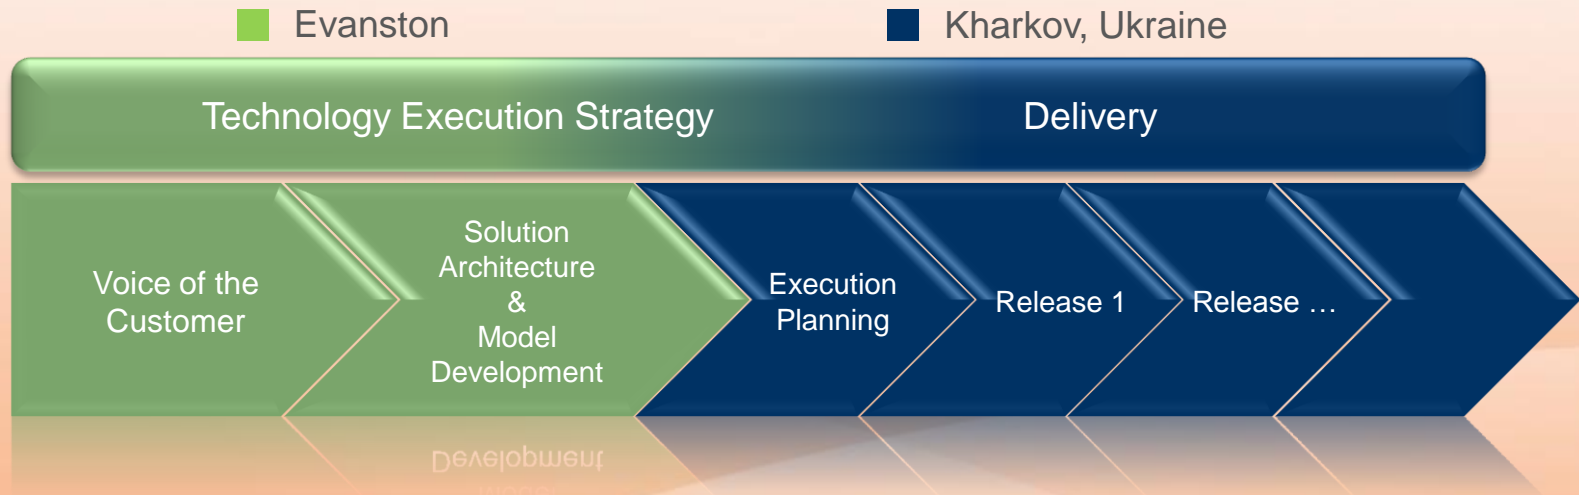 Evanston
Kharkov, Ukraine
Technology Execution Strategy
Delivery
Voice of the
Customer
Solution
Architecture
&
Model
Development
Execution
Planning
Release 1
Release …